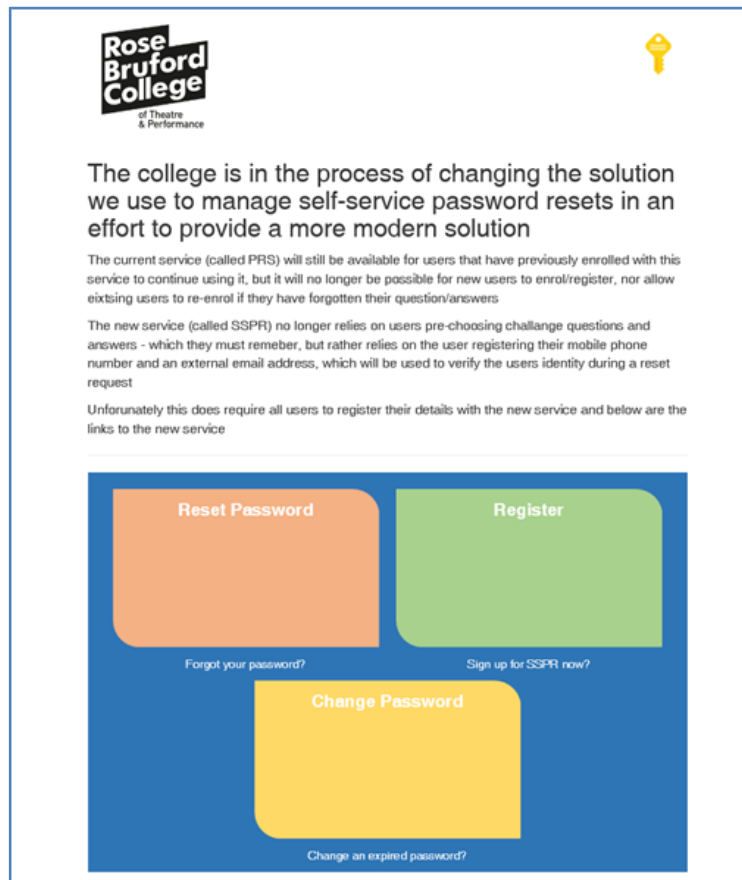 Rose
Bruford
College
of Theatre
& Performance
The college is in the process of changing the solution
we use to manage self-service password resets in an
effort to provide a more modern solution
The current service (called PRS) will still be available for users that have previously enrolled with this
service to continue using it, but it will no longer be possible for new users to enrol/register, nor allow
eixtsing users to re-enrol if they have forgotten their question/answers
The new service (called SSPR) no longer relies on users pre-choosing challange questions and
answers - which they must remeber, but rather relies on the user registering their mobile phone
number and an external email address, which will be used to verify the users identity during a reset
request
Unforunately this does require all users to register their details with the new service and below are the
links to the new service
Reset Password
Register
Forgot your password?
Sign up for SSPR now?
Change Password
Change an expired password?